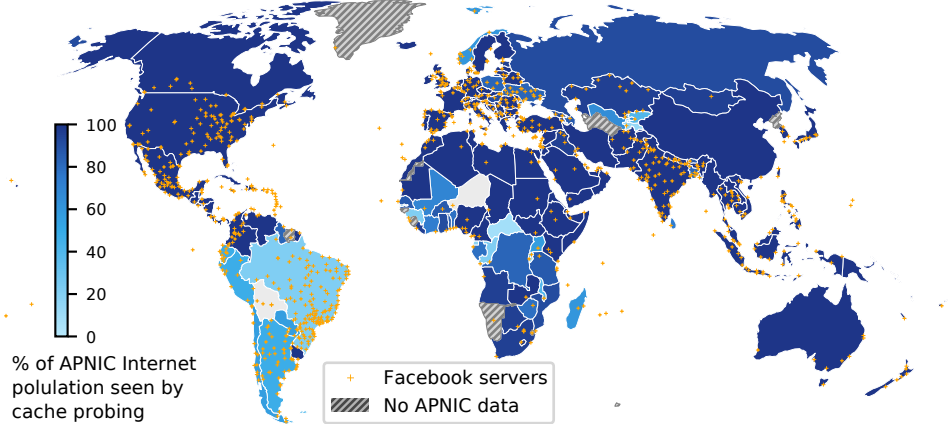 100
80
60
40
20
0
% of APNIC Internet
polulation seen by
cache probing
Facebook servers
No APNIC data